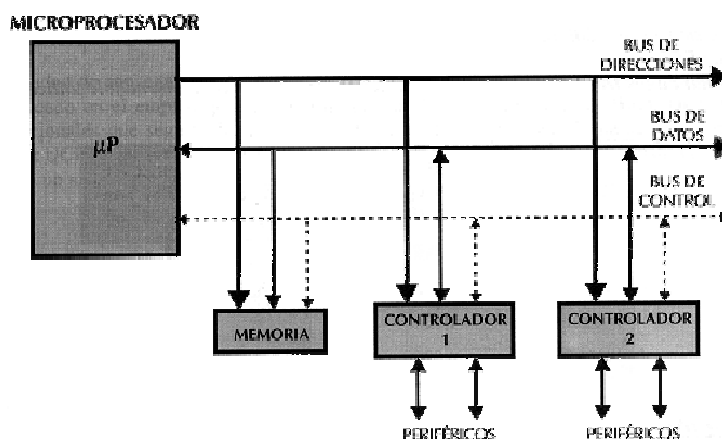 MICROPROCESADOR
µP
BUS DE
DIRECCIONES
BUS DE
DATOS
BUS DE
CONTROL
MEMORIA
CONTROLADOR
1
CONTROLADOR
2
PERIFÉRICOS
PERIFÉRICOS